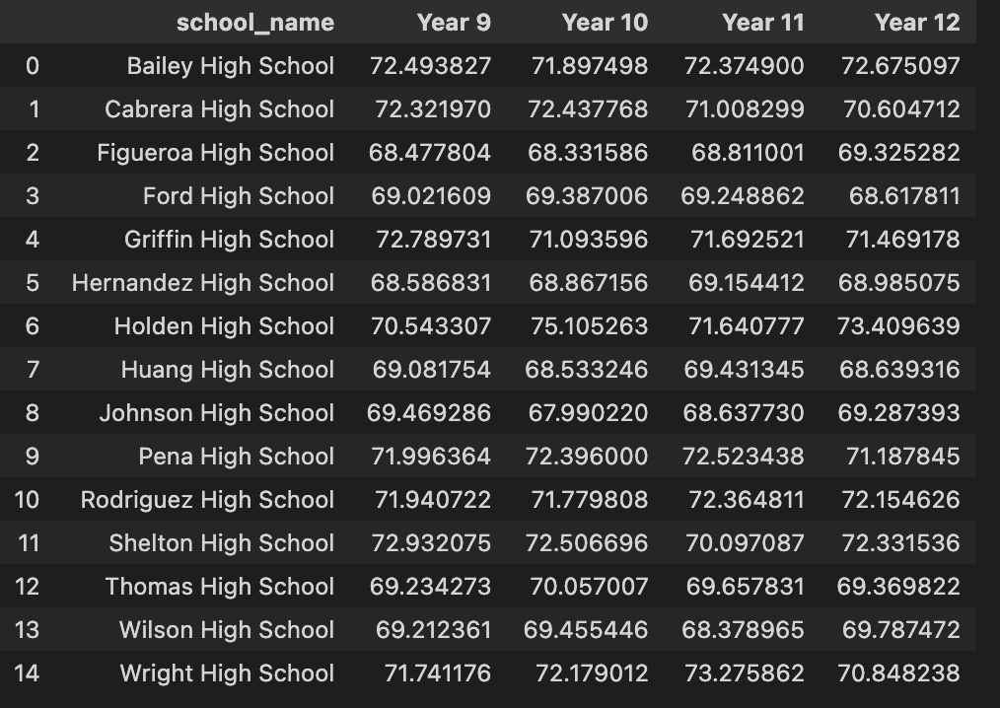 school_name Year 9 Year 10 Year 11 Year 12
0 Bailey High School 72.493827 71.897498 72.374900 72.675097
1 Cabrera High School 72.321970 72.437768 71.008299 70.604712
2 Figueroa High School 68.477804 68.331586 68.811001 69.325282
3 Ford High School 69.021609 69.387006 69.248862 68.617811
4 Griffin High School 72.789731 71.093596 71.692521 71.469178
5 Hernandez High School 68.586831 68.867156 69.154412 68.985075
6 Holden High School 70.543307 75.105263 71.640777 73.409639
7 Huang High School 69.081754 68.533246 69.431345 68.639316
8 Johnson High School 69.469286 67.990220 68.637730 69.287393
9 Pena High School 71.996364 72.396000 72.523438 71.187845
10 Rodriguez High School 71.940722 71.779808 72.364811 72.154626
11 Shelton High School 72.932075 72.506696 70.097087 72.331536
12 Thomas High School 69.234273 70.057007 69.657831 69.369822
13 Wilson High School 69.212361 69.455446 68.378965 69.787472
14 Wright High School 71.741176 72.179012 73.275862 70.848238